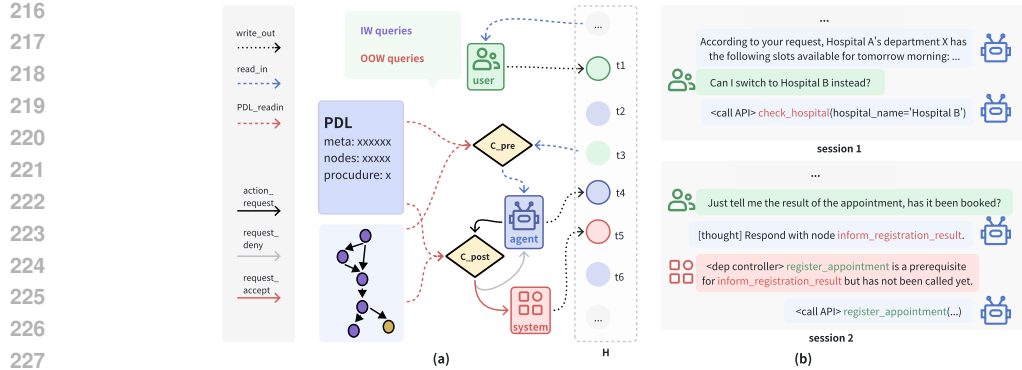 216
217
218
219
220
221
222
223
224
225
226
227
write_out
read_in
PDL_readin
action_
request
request_
deny
request_
accept
IW queries
OOW queries
PDL
meta: xxxxxx
nodes: xxxxx
procudure: x
user
C_pre
agent
C_post
system
...
t1
t2
t3
t4
t5
t6
...
H
(a)
...
According to your request, Hospital A's department X has
the following slots available for tomorrow morning: ...
Can I switch to Hospital B instead?
<call API> check_hospital(hospital_name='Hospital B')
session 1
...
Just tell me the result of the appointment, has it been booked?
[thought] Respond with node inform_registration_result.
<dep controller> register_appointment is a prerequisite
for inform_registration_result but has not been called yet.
<call API> register_appointment(...)
session 2
(b)